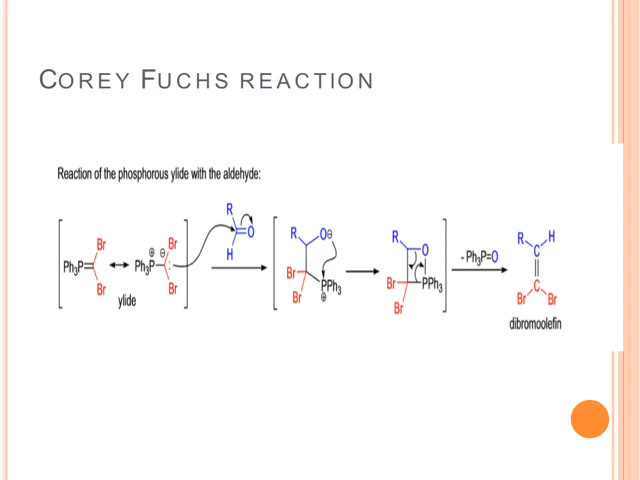 COREY FUCHS REACTION
Reaction of the phosphorous ylide with the aldehyde:
Ph₃P
Br
Br
⊕ ⊖
Ph₃P
Br
Br
ylide
R
H
O
R
O⊖
Br
Br
PPh₃
⊕
R
O
Br
Br
PPh₃
- Ph₃P=O
R
H
C
C
Br
Br
dibromoolefin